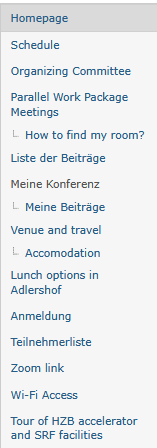 Homepage
Schedule
Organizing Committee
Parallel Work Package
Meetings
How to find my room?
Liste der Beiträge
Meine Konferenz
Meine Beiträge
Venue and travel
Accomodation
Lunch options in
Adlershof
Anmeldung
Teilnehmerliste
Zoom link
Wi-Fi Access
Tour of HZB accelerator
and SRF facilities